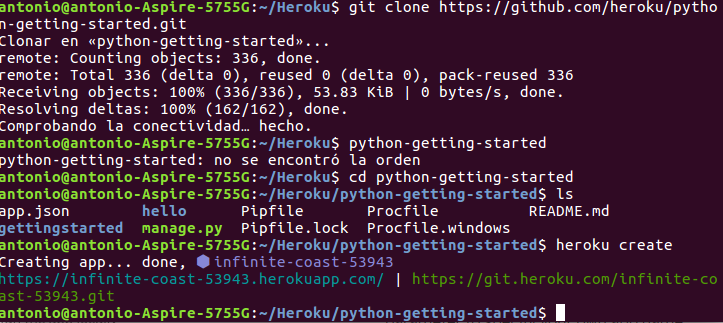 antonio@antonio-Aspire-5755G:~/Heroku$ git clone https://github.com/heroku/pytho
n-getting-started.git
Clonar en «python-getting-started»...
remote: Counting objects: 336, done.
remote: Total 336 (delta 0), reused 0 (delta 0), pack-reused 336
Receiving objects: 100% (336/336), 53.83 KiB | 0 bytes/s, done.
Resolving deltas: 100% (162/162), done.
Comprobando la conectividad… hecho.
antonio@antonio-Aspire-5755G:~/Heroku$ python-getting-started
python-getting-started: no se encontró la orden
antonio@antonio-Aspire-5755G:~/Heroku$ cd python-getting-started
antonio@antonio-Aspire-5755G:~/Heroku/python-getting-started$ ls
app.json hello Pipfile Procfile README.md
gettingstarted manage.py Pipfile.lock Procfile.windows
antonio@antonio-Aspire-5755G:~/Heroku/python-getting-started$ heroku create
Creating app... done, ⬢ infinite-coast-53943
https://infinite-coast-53943.herokuapp.com/ | https://git.heroku.com/infinite-co
ast-53943.git
antonio@antonio-Aspire-5755G:~/Heroku/python-getting-started$